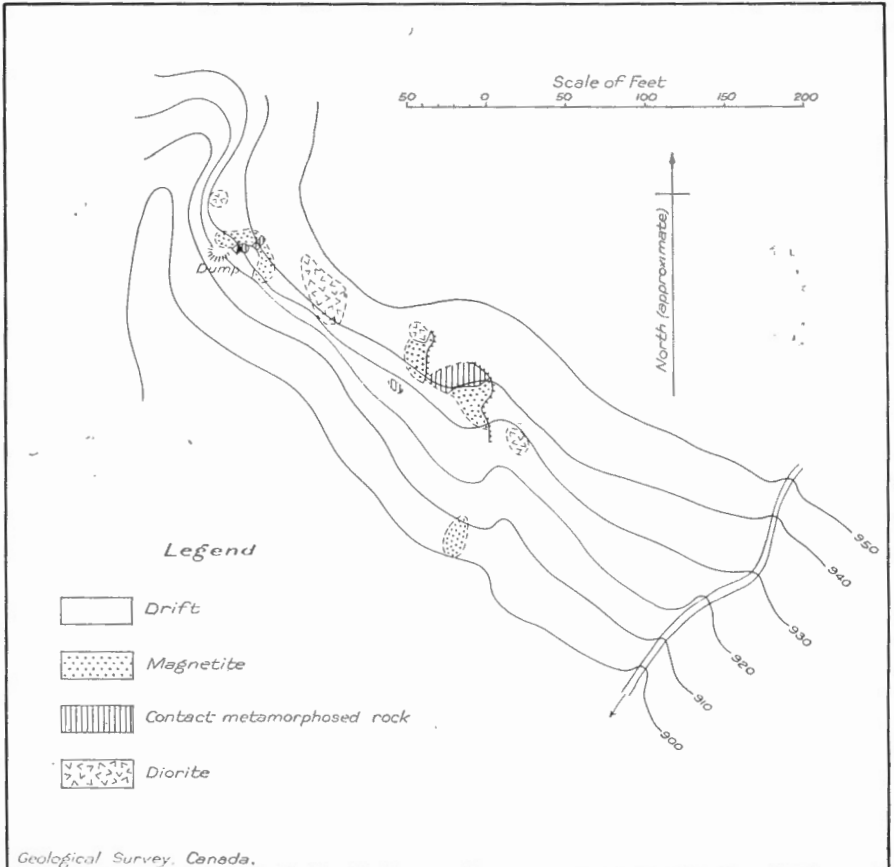 Scale of Feet
50 0 50 100 150 200
North (approximate)
Dump
950
940
930
920
910
900
Legend
Drift
Magnetite
Contact metamorphosed rock
Diorite
Geological Survey, Canada.